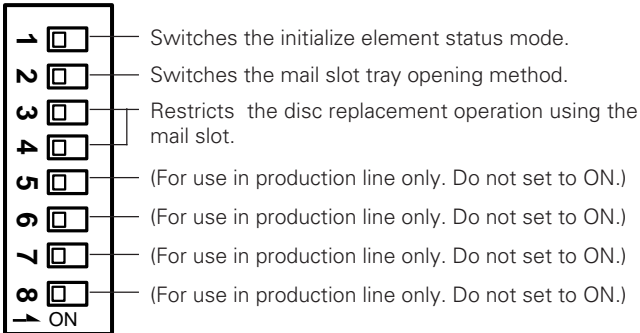 1 Switches the initialize element status mode.
2 Switches the mail slot tray opening method.
3 Restricts the disc replacement operation using the
4 mail slot.
5 (For use in production line only. Do not set to ON.)
6 (For use in production line only. Do not set to ON.)
7 (For use in production line only. Do not set to ON.)
8 (For use in production line only. Do not set to ON.)
ON